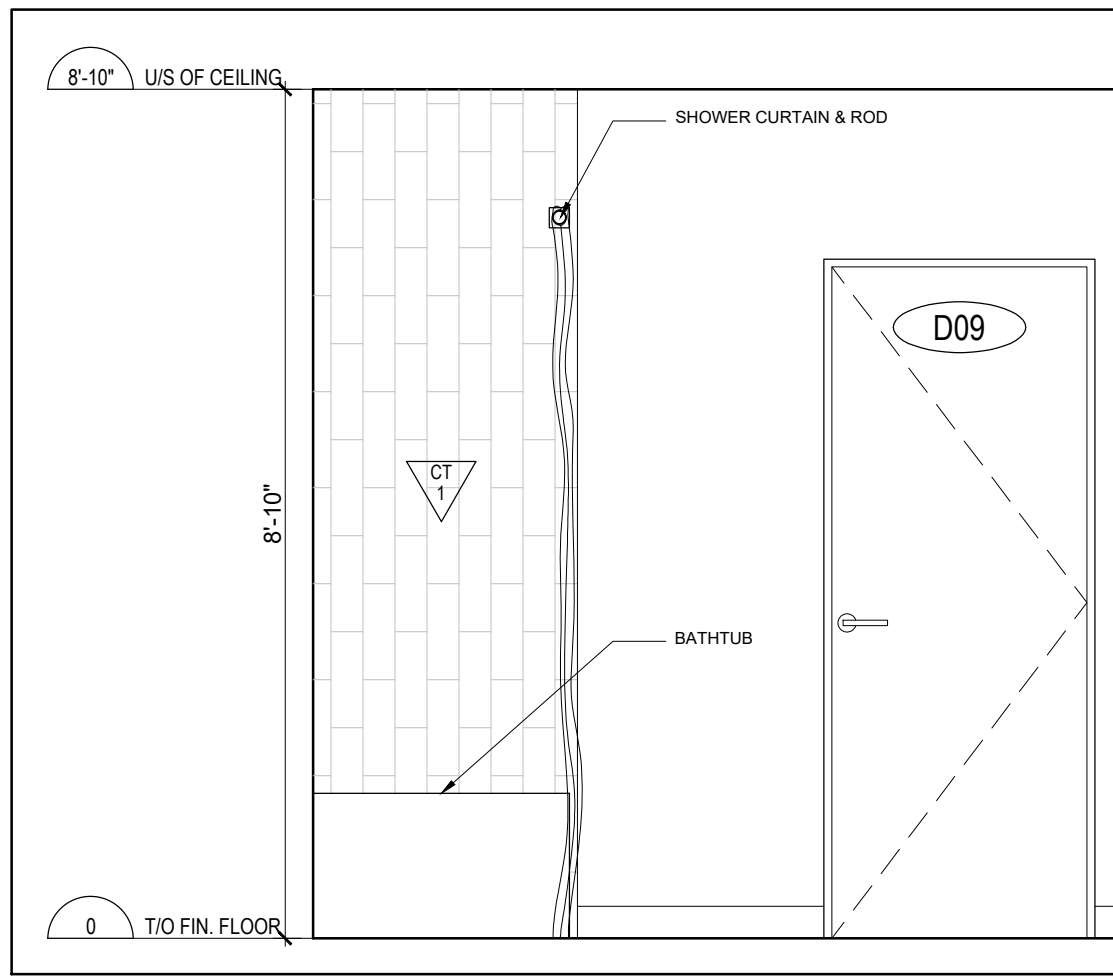 8'-10" U/S OF CEILING
SHOWER CURTAIN & ROD
D09
CT
1
8'-10"
BATHTUB
0 T/O FIN. FLOOR